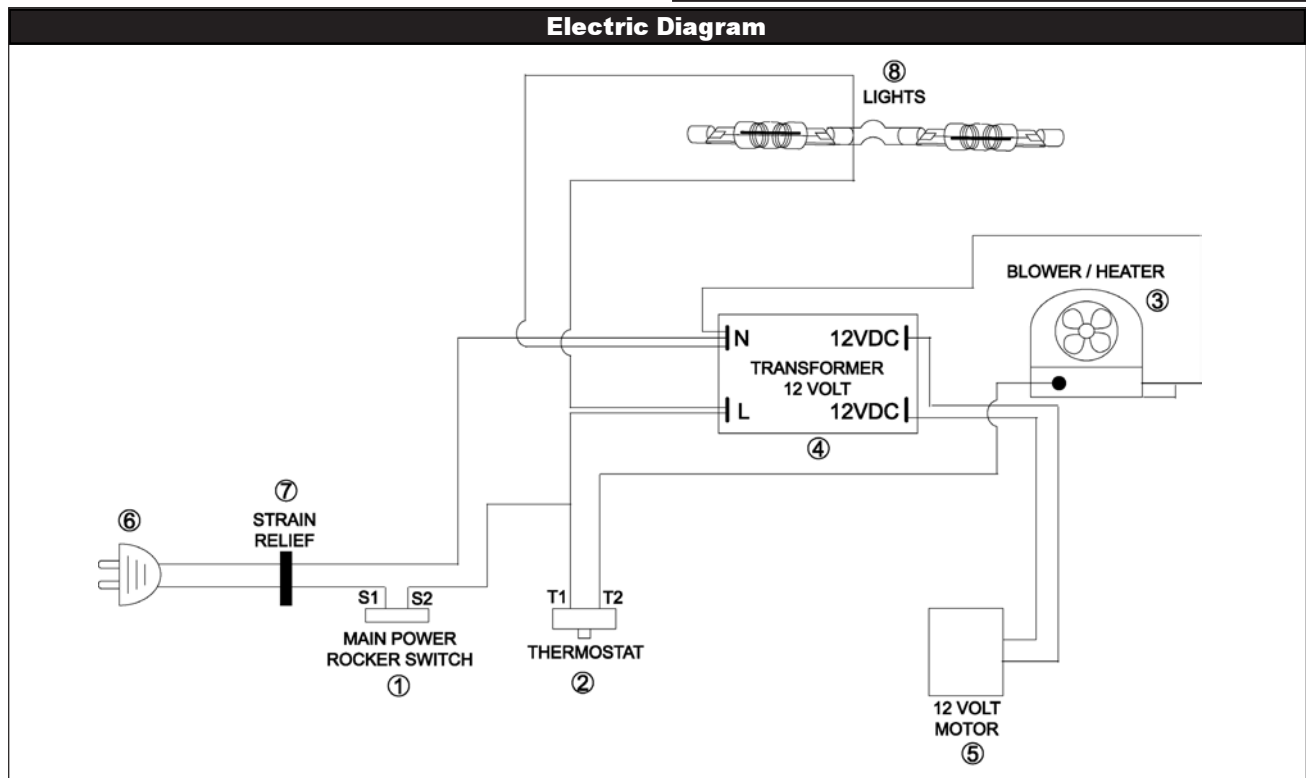 Electric Diagram
⑧
LIGHTS
BLOWER / HEATER
③
N
12VDC
TRANSFORMER
12 VOLT
L
12VDC
④
⑦
STRAIN
RELIEF
⑥
S1 S2
MAIN POWER
ROCKER SWITCH
①
T1 T2
THERMOSTAT
②
12 VOLT
MOTOR
⑤